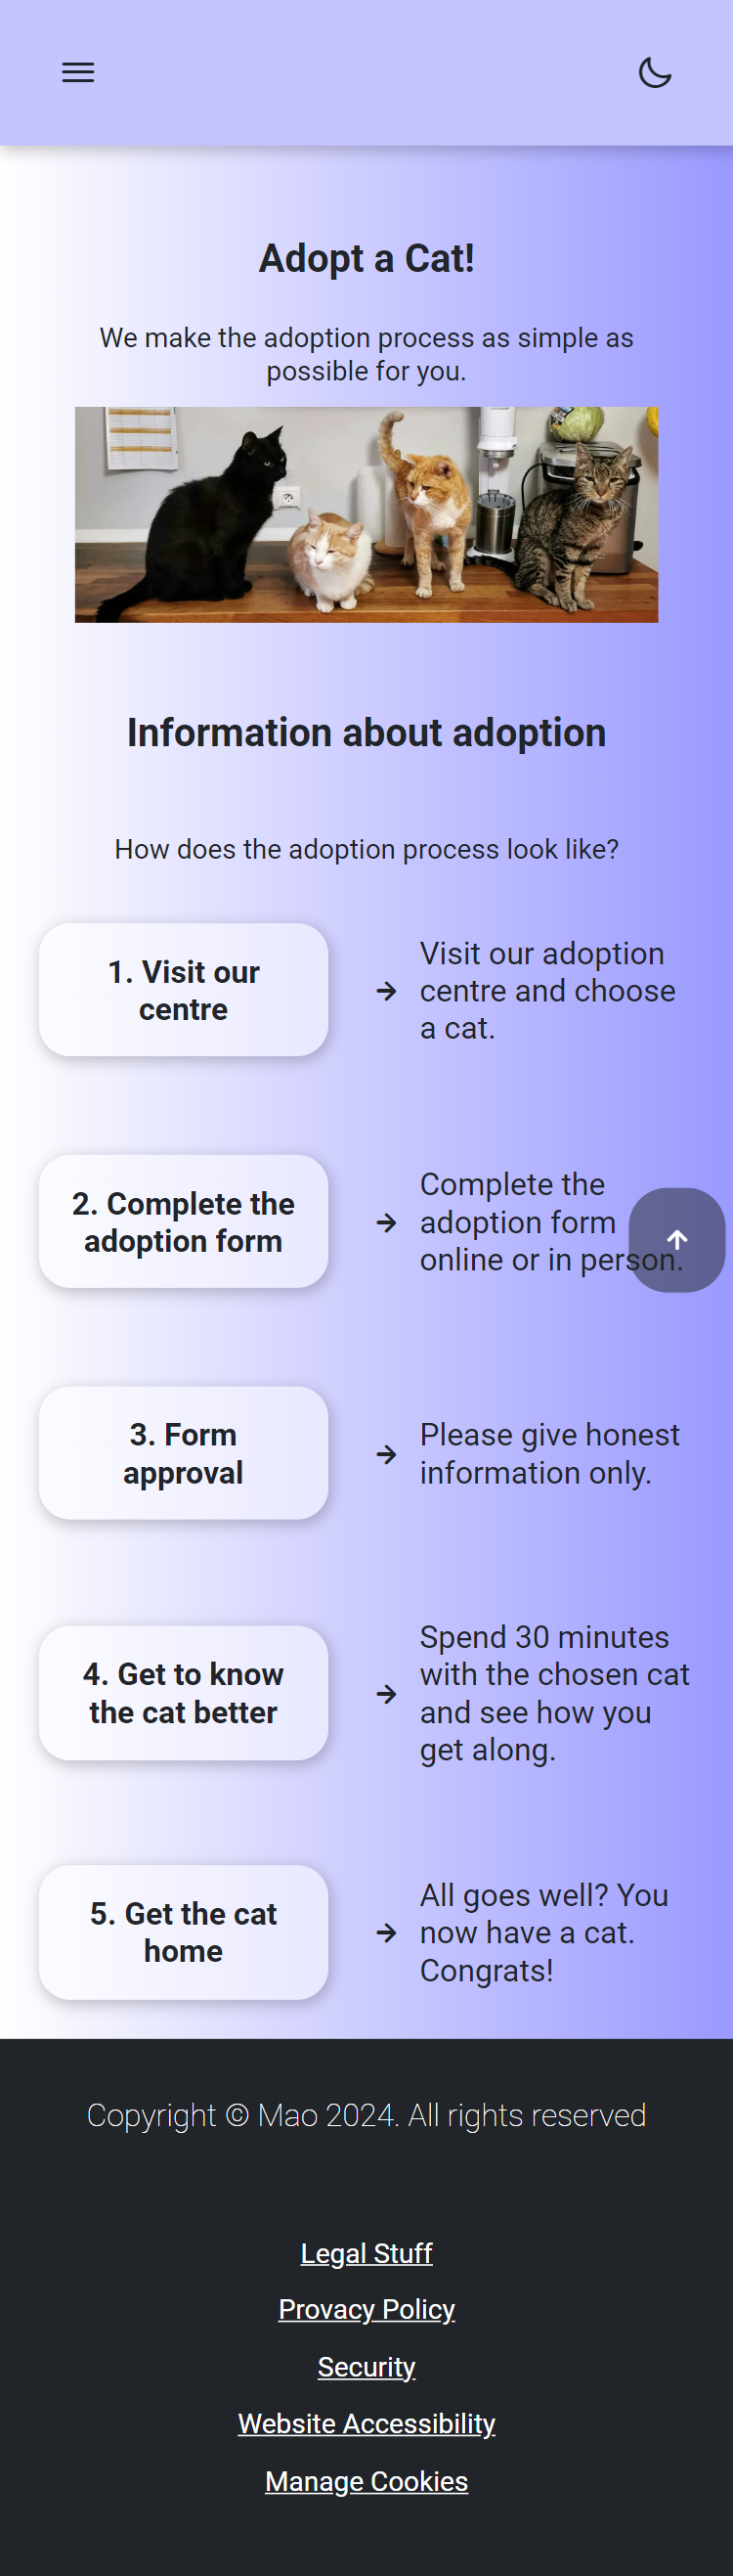 Adopt a Cat!
We make the adoption process as simple as
possible for you.
Information about adoption
How does the adoption process look like?
1. Visit our
centre
Visit our adoption
centre and choose
a cat.
2. Complete the
adoption form
Complete the
adoption form
online or in person.
3. Form
approval
Please give honest
information only.
4. Get to know
the cat better
Spend 30 minutes
with the chosen cat
and see how you
get along.
5. Get the cat
home
All goes well? You
now have a cat.
Congrats!
Copyright © Mao 2024. All rights reserved
Legal Stuff
Provacy Policy
Security
Website Accessibility
Manage Cookies